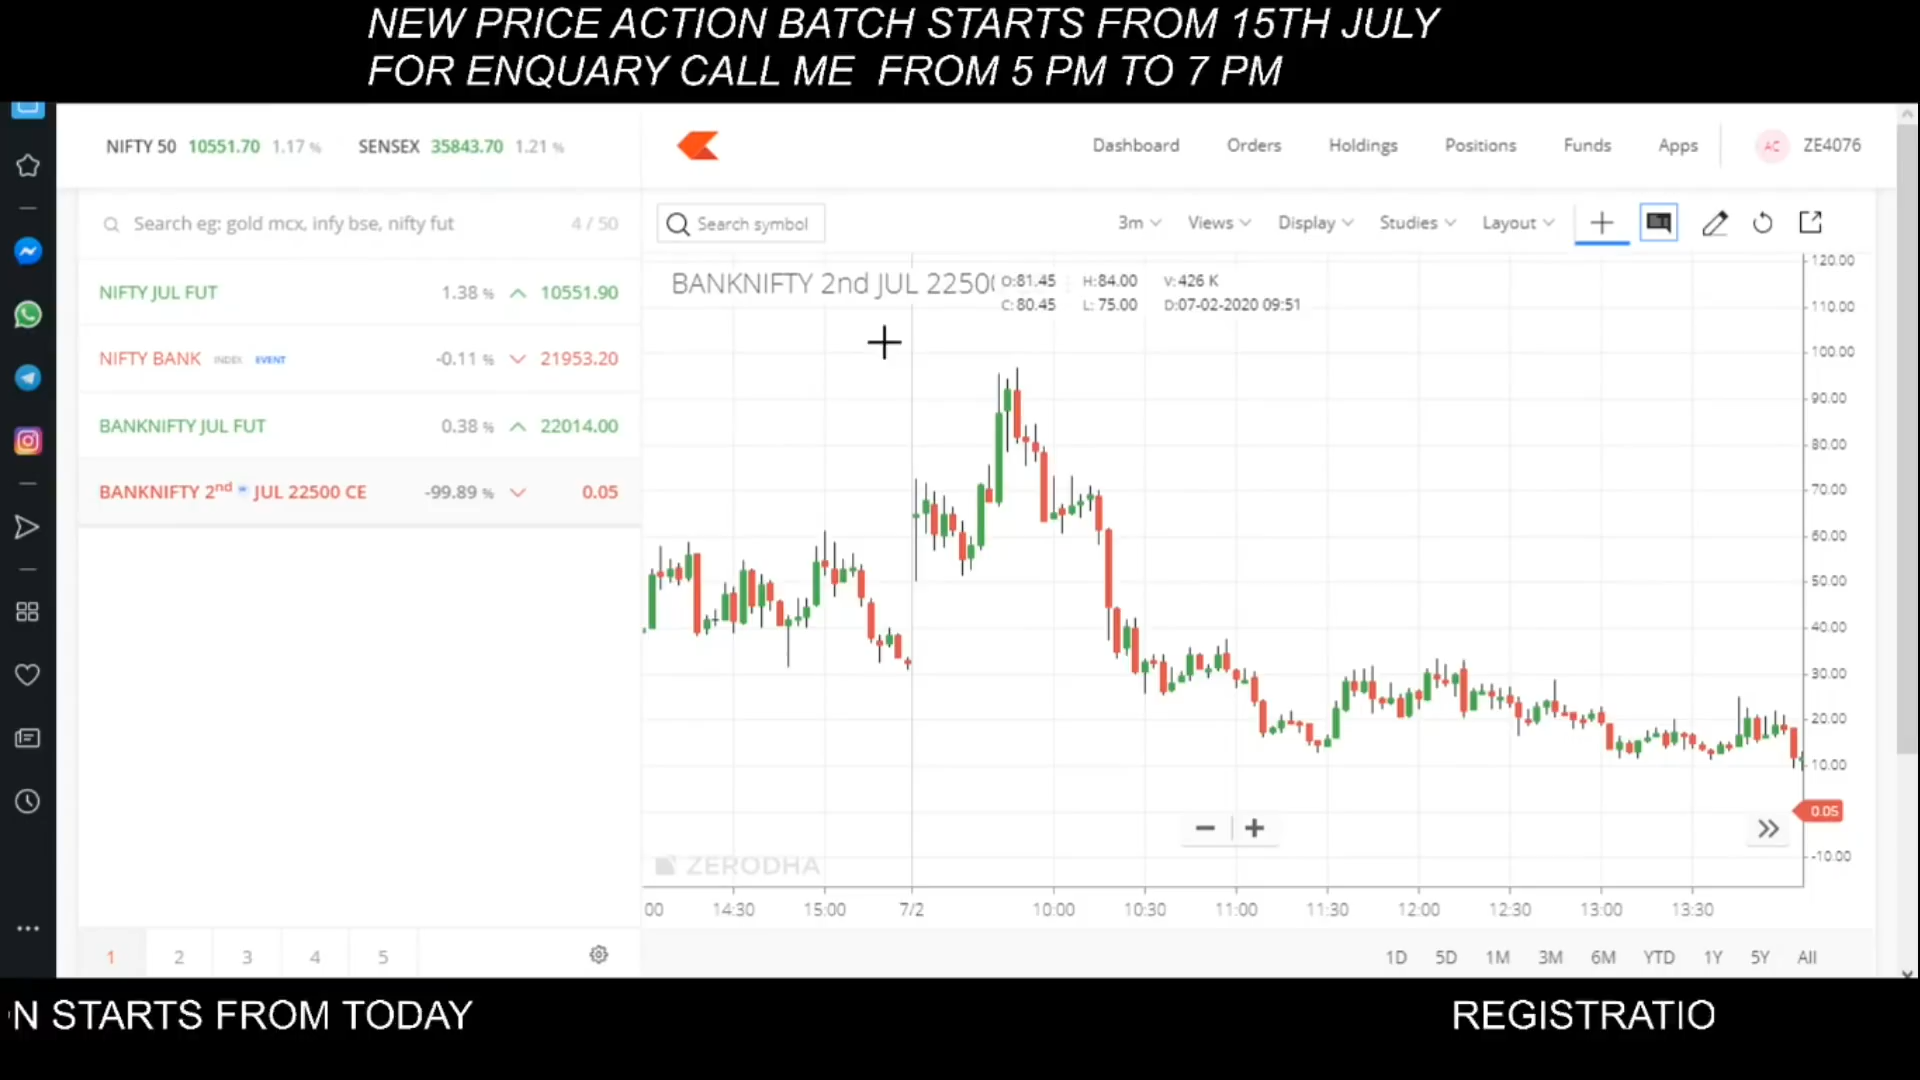 NEW PRICE ACTION BATCH STARTS FROM 15TH JULY
FOR ENQUARY CALL ME FROM 5 PM TO 7 PM
NIFTY 50 10551.70 1.17 % SENSEX 35843.70 1.21 %
Dashboard Orders Holdings Positions Funds Apps AC ZE4076
Search eg: gold mcx, infy bse, nifty fut 4 / 50
Search symbol 3m Views Display Studies Layout
NIFTY JUL FUT 1.38 % 10551.90
NIFTY BANK INDEX EVENT -0.11 % 21953.20
BANKNIFTY JUL FUT 0.38 % 22014.00
BANKNIFTY 2nd w JUL 22500 CE -99.89 % 0.05
BANKNIFTY 2nd JUL 22500
O:81.45 H:84.00 V:426 K
C:80.45 L: 75.00 D:07-02-2020 09:51
120.00
110.00
100.00
90.00
80.00
70.00
60.00
50.00
40.00
30.00
20.00
10.00
0.05
-10.00
ZERODHA
00 14:30 15:00 7/2 10:00 10:30 11:00 11:30 12:00 12:30 13:00 13:30
1 2 3 4 5
1D 5D 1M 3M 6M YTD 1Y 5Y All
N STARTS FROM TODAY REGISTRATIO